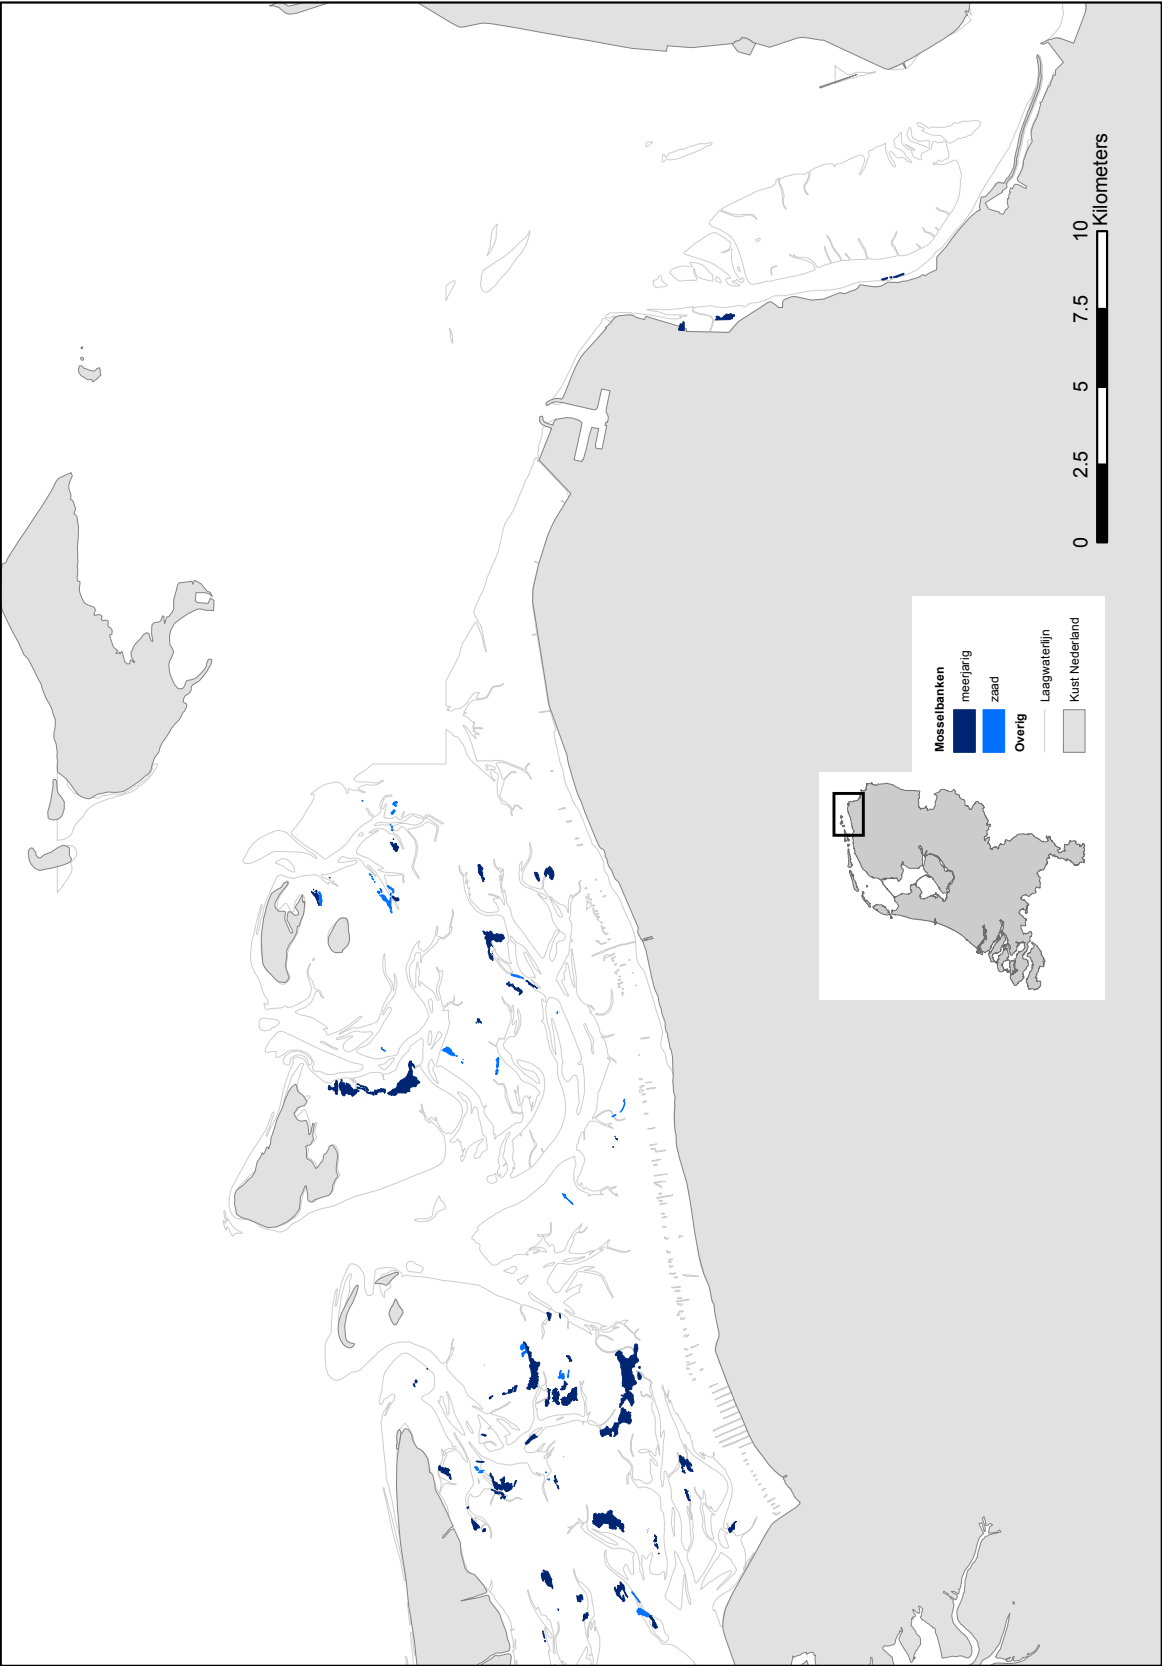 Mosselbanken
meerjarig
zaad
Overig
Laagwaterlijn
Kust Nederland
0 2.5 5 7.5 10
Kilometers